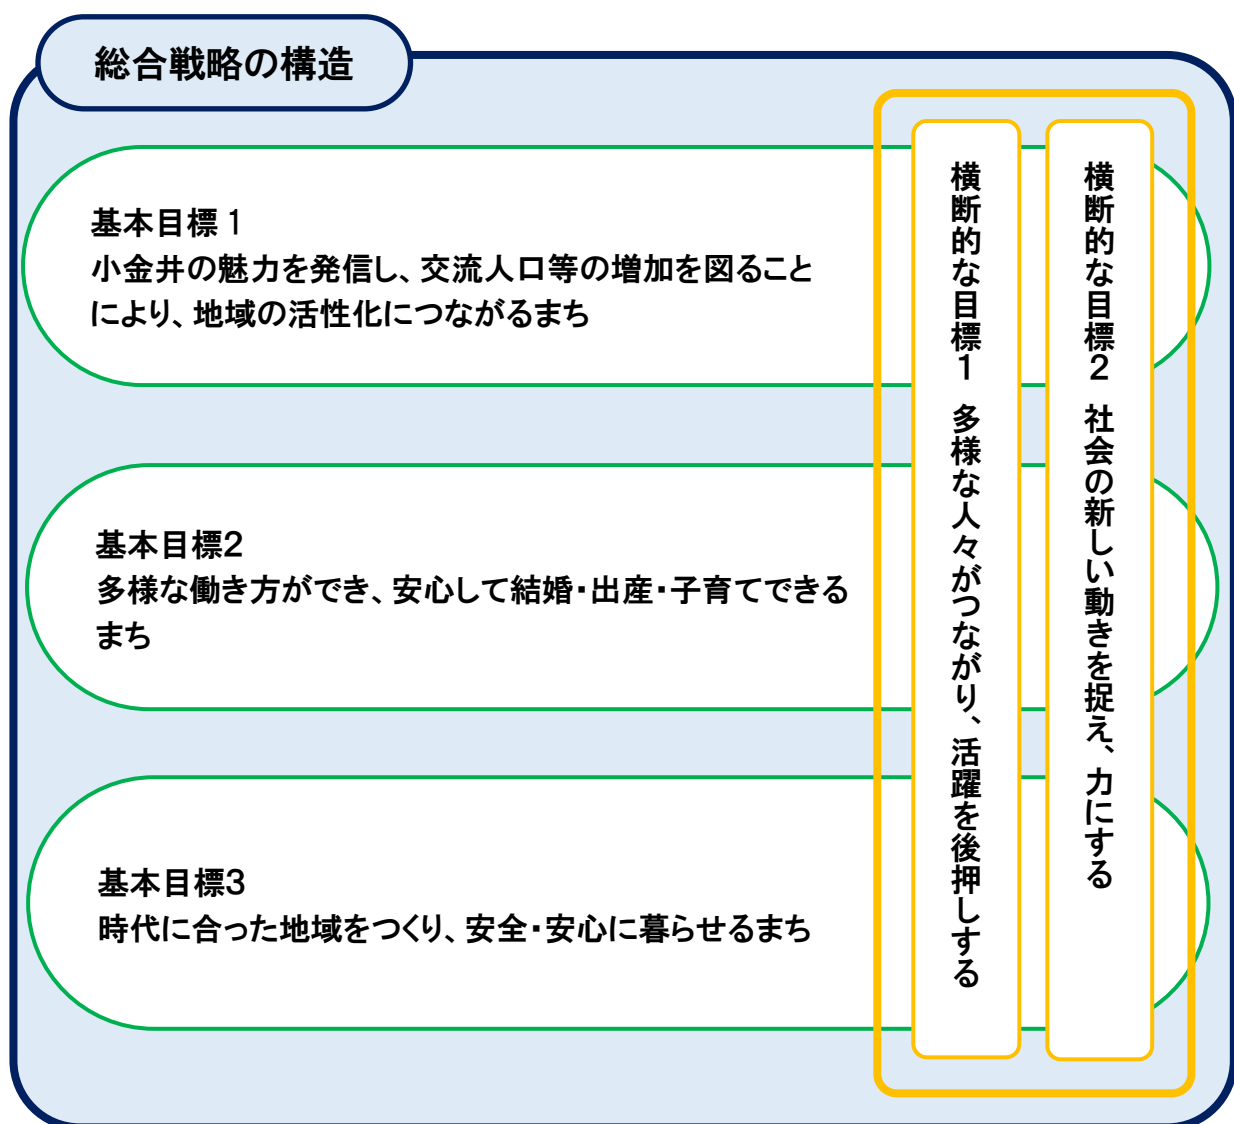 総合戦略の構造
基本目標１
小金井の魅力を発信し、交流人口等の増加を図ること
により、地域の活性化につながるまち
基本目標２
多様な働き方ができ、安心して結婚・出産・子育てできる
まち
基本目標３
時代に合った地域をつくり、安全・安心に暮らせるまち
横断的な目標１ 多様な人々がつながり、活躍を後押しする
横断的な目標２ 社会の新しい動きを捉え、力にする